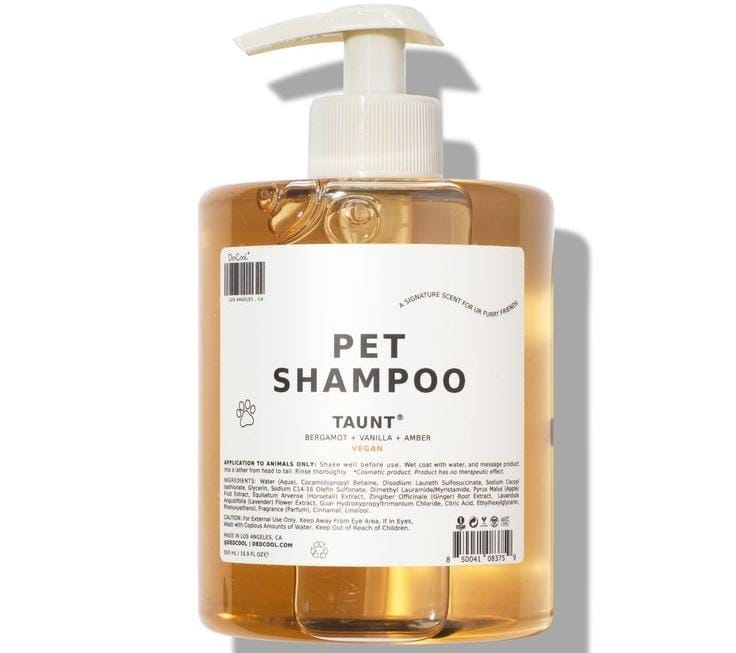 DedCool®
LOS ANGELES, CA
A SIGNATURE SCENT FOR UR FURRY FRIENDS
PET
SHAMPOO
TAUNT®
BERGAMOT + VANILLA + AMBER
VEGAN
APPLICATION TO ANIMALS ONLY: Shake well before use. Wet coat with water, and message product
into a lather from head to tail. Rinse thoroughly. *Cosmetic product. Product has no therapeutic effect.
INGREDIENTS: Water (Aqua), Cocamidopropyl Betaine, Disodium Laureth Sulfosuccinate, Sodium Cocoyl
Isethionate, Glycerin, Sodium C14-16 Olefin Sulfonate, Dimethyl Lauramide/Myristamide, Pyrus Malus (Apple)
Fruit Extract, Equisetum Arvense (Horsetail) Extract, Zingiber Officinale (Ginger) Root Extract, Lavandula
Angustifolia (Lavender) Flower Extract, Guar Hydroxypropyltrimonium Chloride, Citric Acid, Ethylhexylglycerin,
Phenoxyethanol, Fragrance (Parfum), Cinnamal, Linalool.
CAUTION: For External Use Only. Keep Away From Eye Area. If in Eyes,
Wash with Copious Amounts of Water. Keep Out of Reach of Children.
MADE IN LOS ANGELES, CA
@DEDCOOL | DEDCOOL.COM
500 mL / 16.9 FL OZ℮
8 50041 08375 9